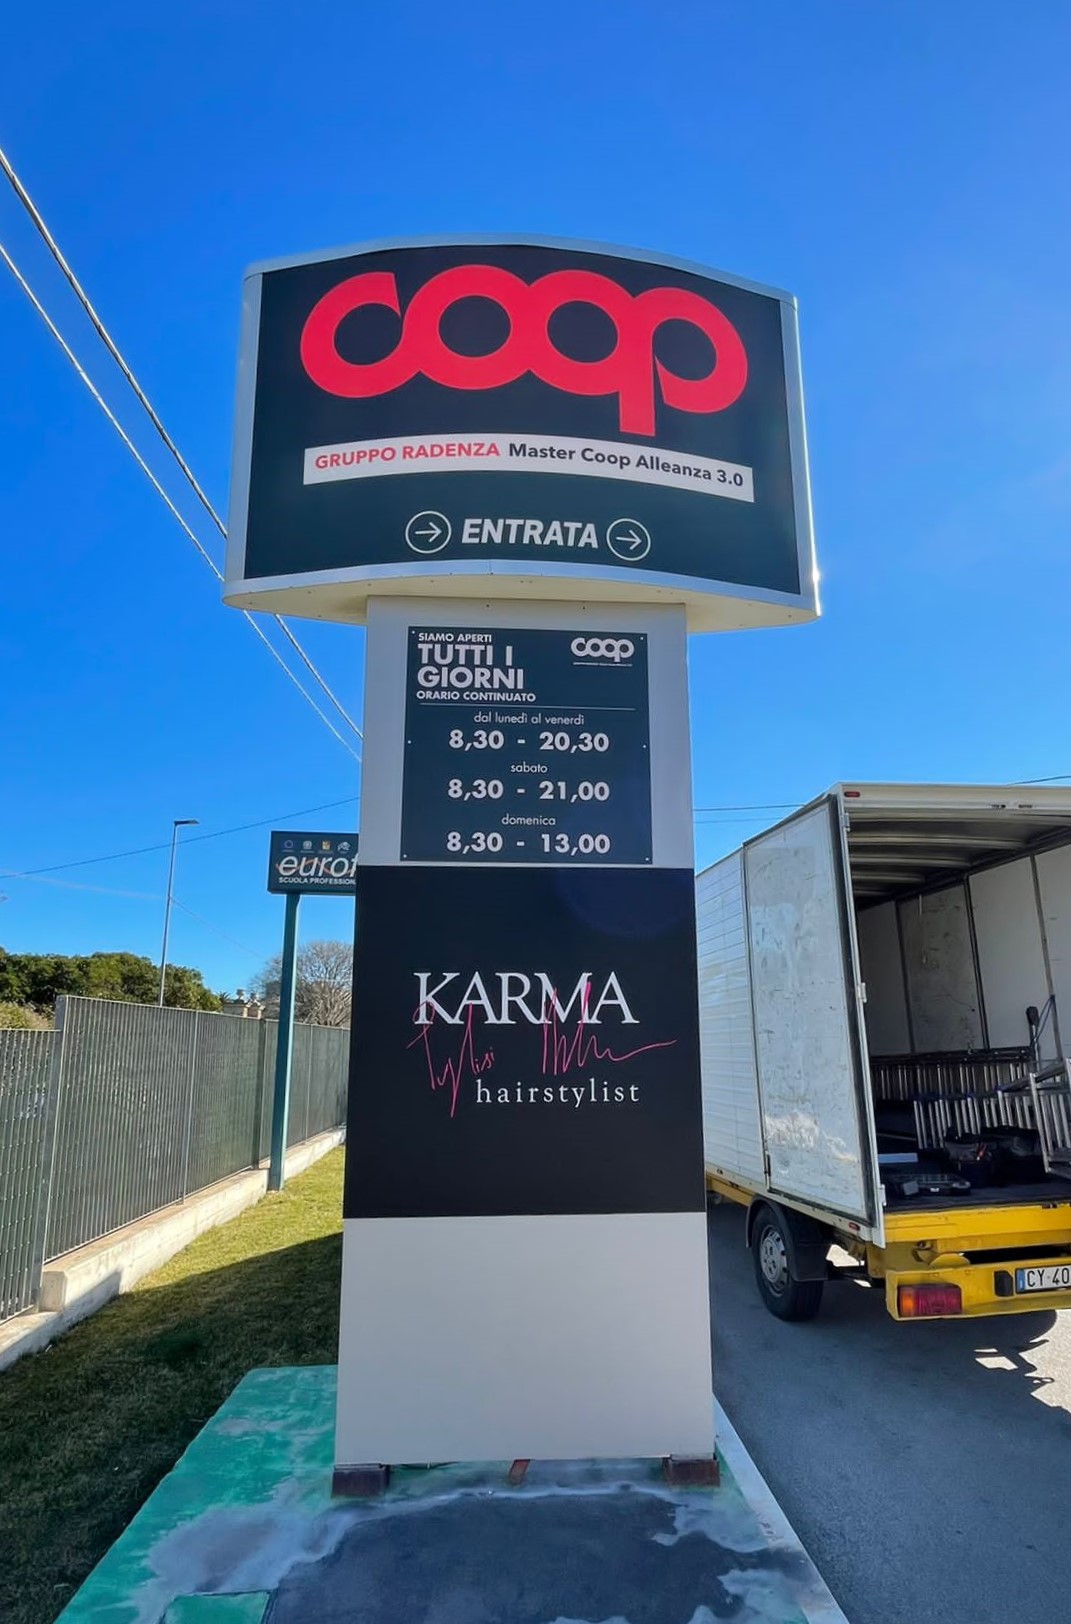 coop
GRUPPO RADENZA Master Coop Alleanza 3.0
ENTRATA
SIAMO APERTI
TUTTI I
GIORNI
ORARIO CONTINUATO
coop
dal lunedì al venerdì
8,30 - 20,30
sabato
8,30 - 21,00
domenica
8,30 - 13,00
eurof
SCUOLA PROFESSION
KARMA
hairstylist
CY 40